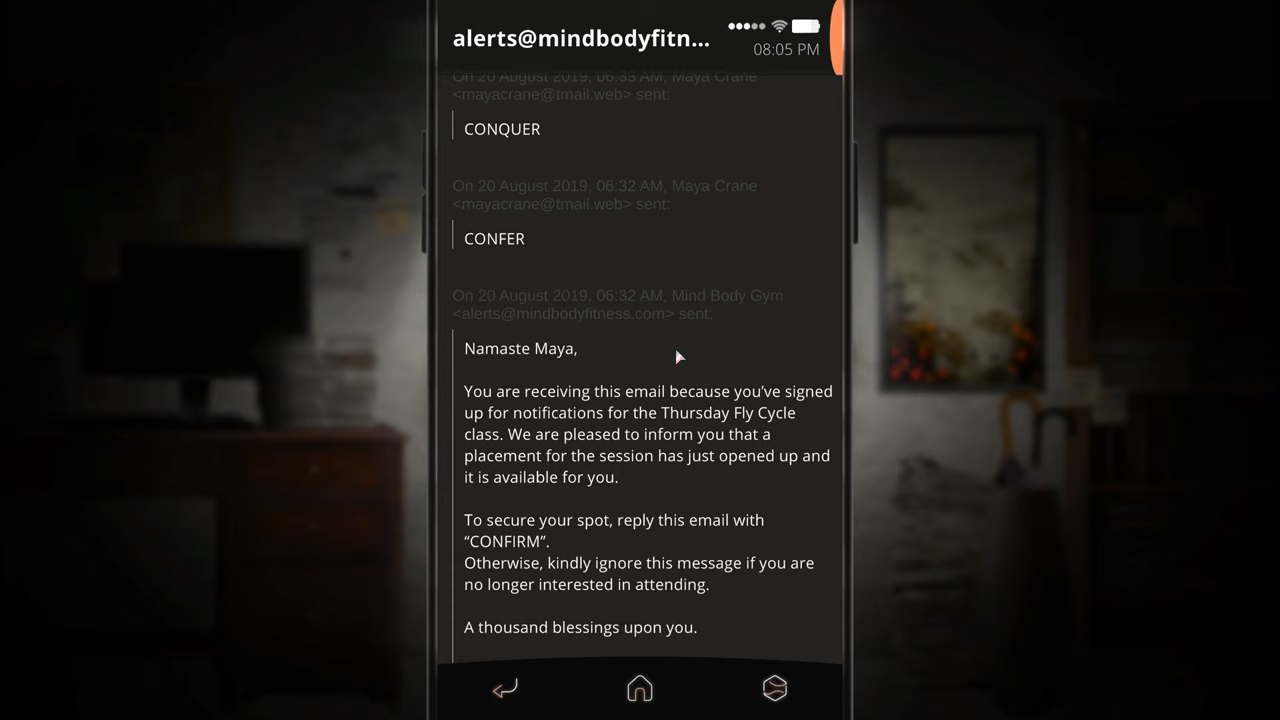 alerts@mindbodyfitn...
08:05 PM
On 20 August 2019, 06:33 AM, Maya Crane
<mayacrane@tmail.web> sent:
CONQUER
On 20 August 2019, 06:32 AM, Maya Crane
<mayacrane@tmail.web> sent:
CONFER
On 20 August 2019, 06:32 AM, Mind Body Gym
<alerts@mindbodyfitness.com> sent:
Namaste Maya,
You are receiving this email because you’ve signed
up for notifications for the Thursday Fly Cycle
class. We are pleased to inform you that a
placement for the session has just opened up and
it is available for you.
To secure your spot, reply this email with
“CONFIRM”.
Otherwise, kindly ignore this message if you are
no longer interested in attending.
A thousand blessings upon you.